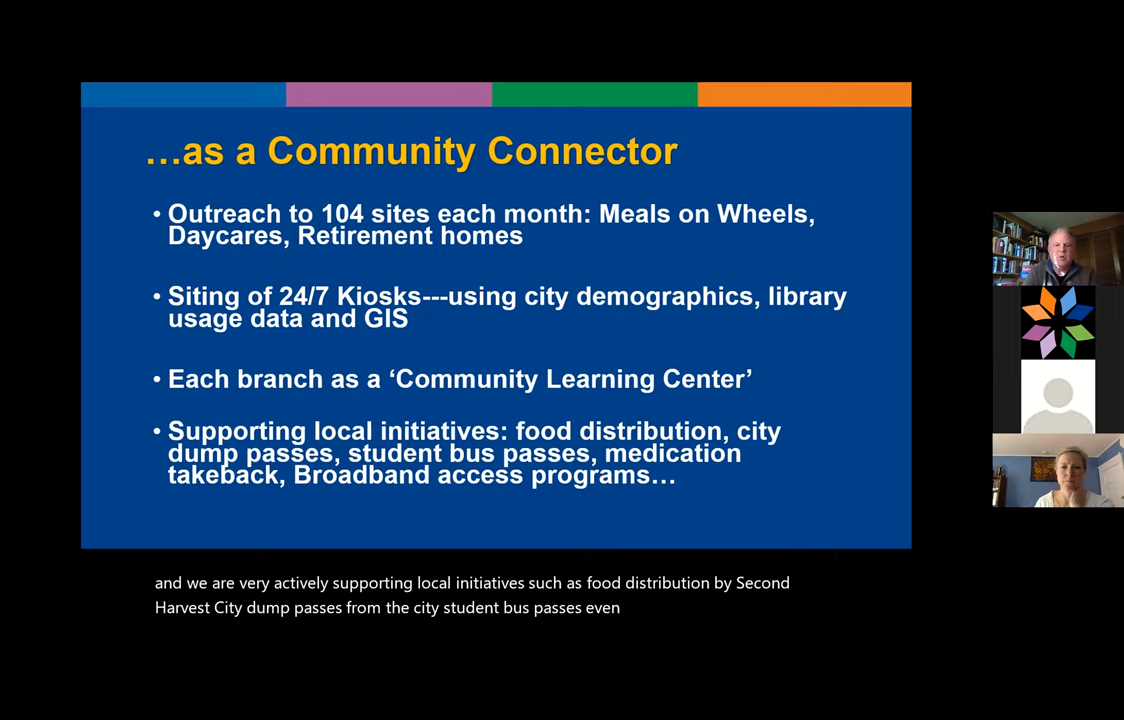 …as a Community Connector
• Outreach to 104 sites each month: Meals on Wheels,
Daycares, Retirement homes
• Siting of 24/7 Kiosks---using city demographics, library
usage data and GIS
• Each branch as a ‘Community Learning Center’
• Supporting local initiatives: food distribution, city
dump passes, student bus passes, medication
takeback, Broadband access programs…
and we are very actively supporting local initiatives such as food distribution by Second
Harvest City dump passes from the city student bus passes even